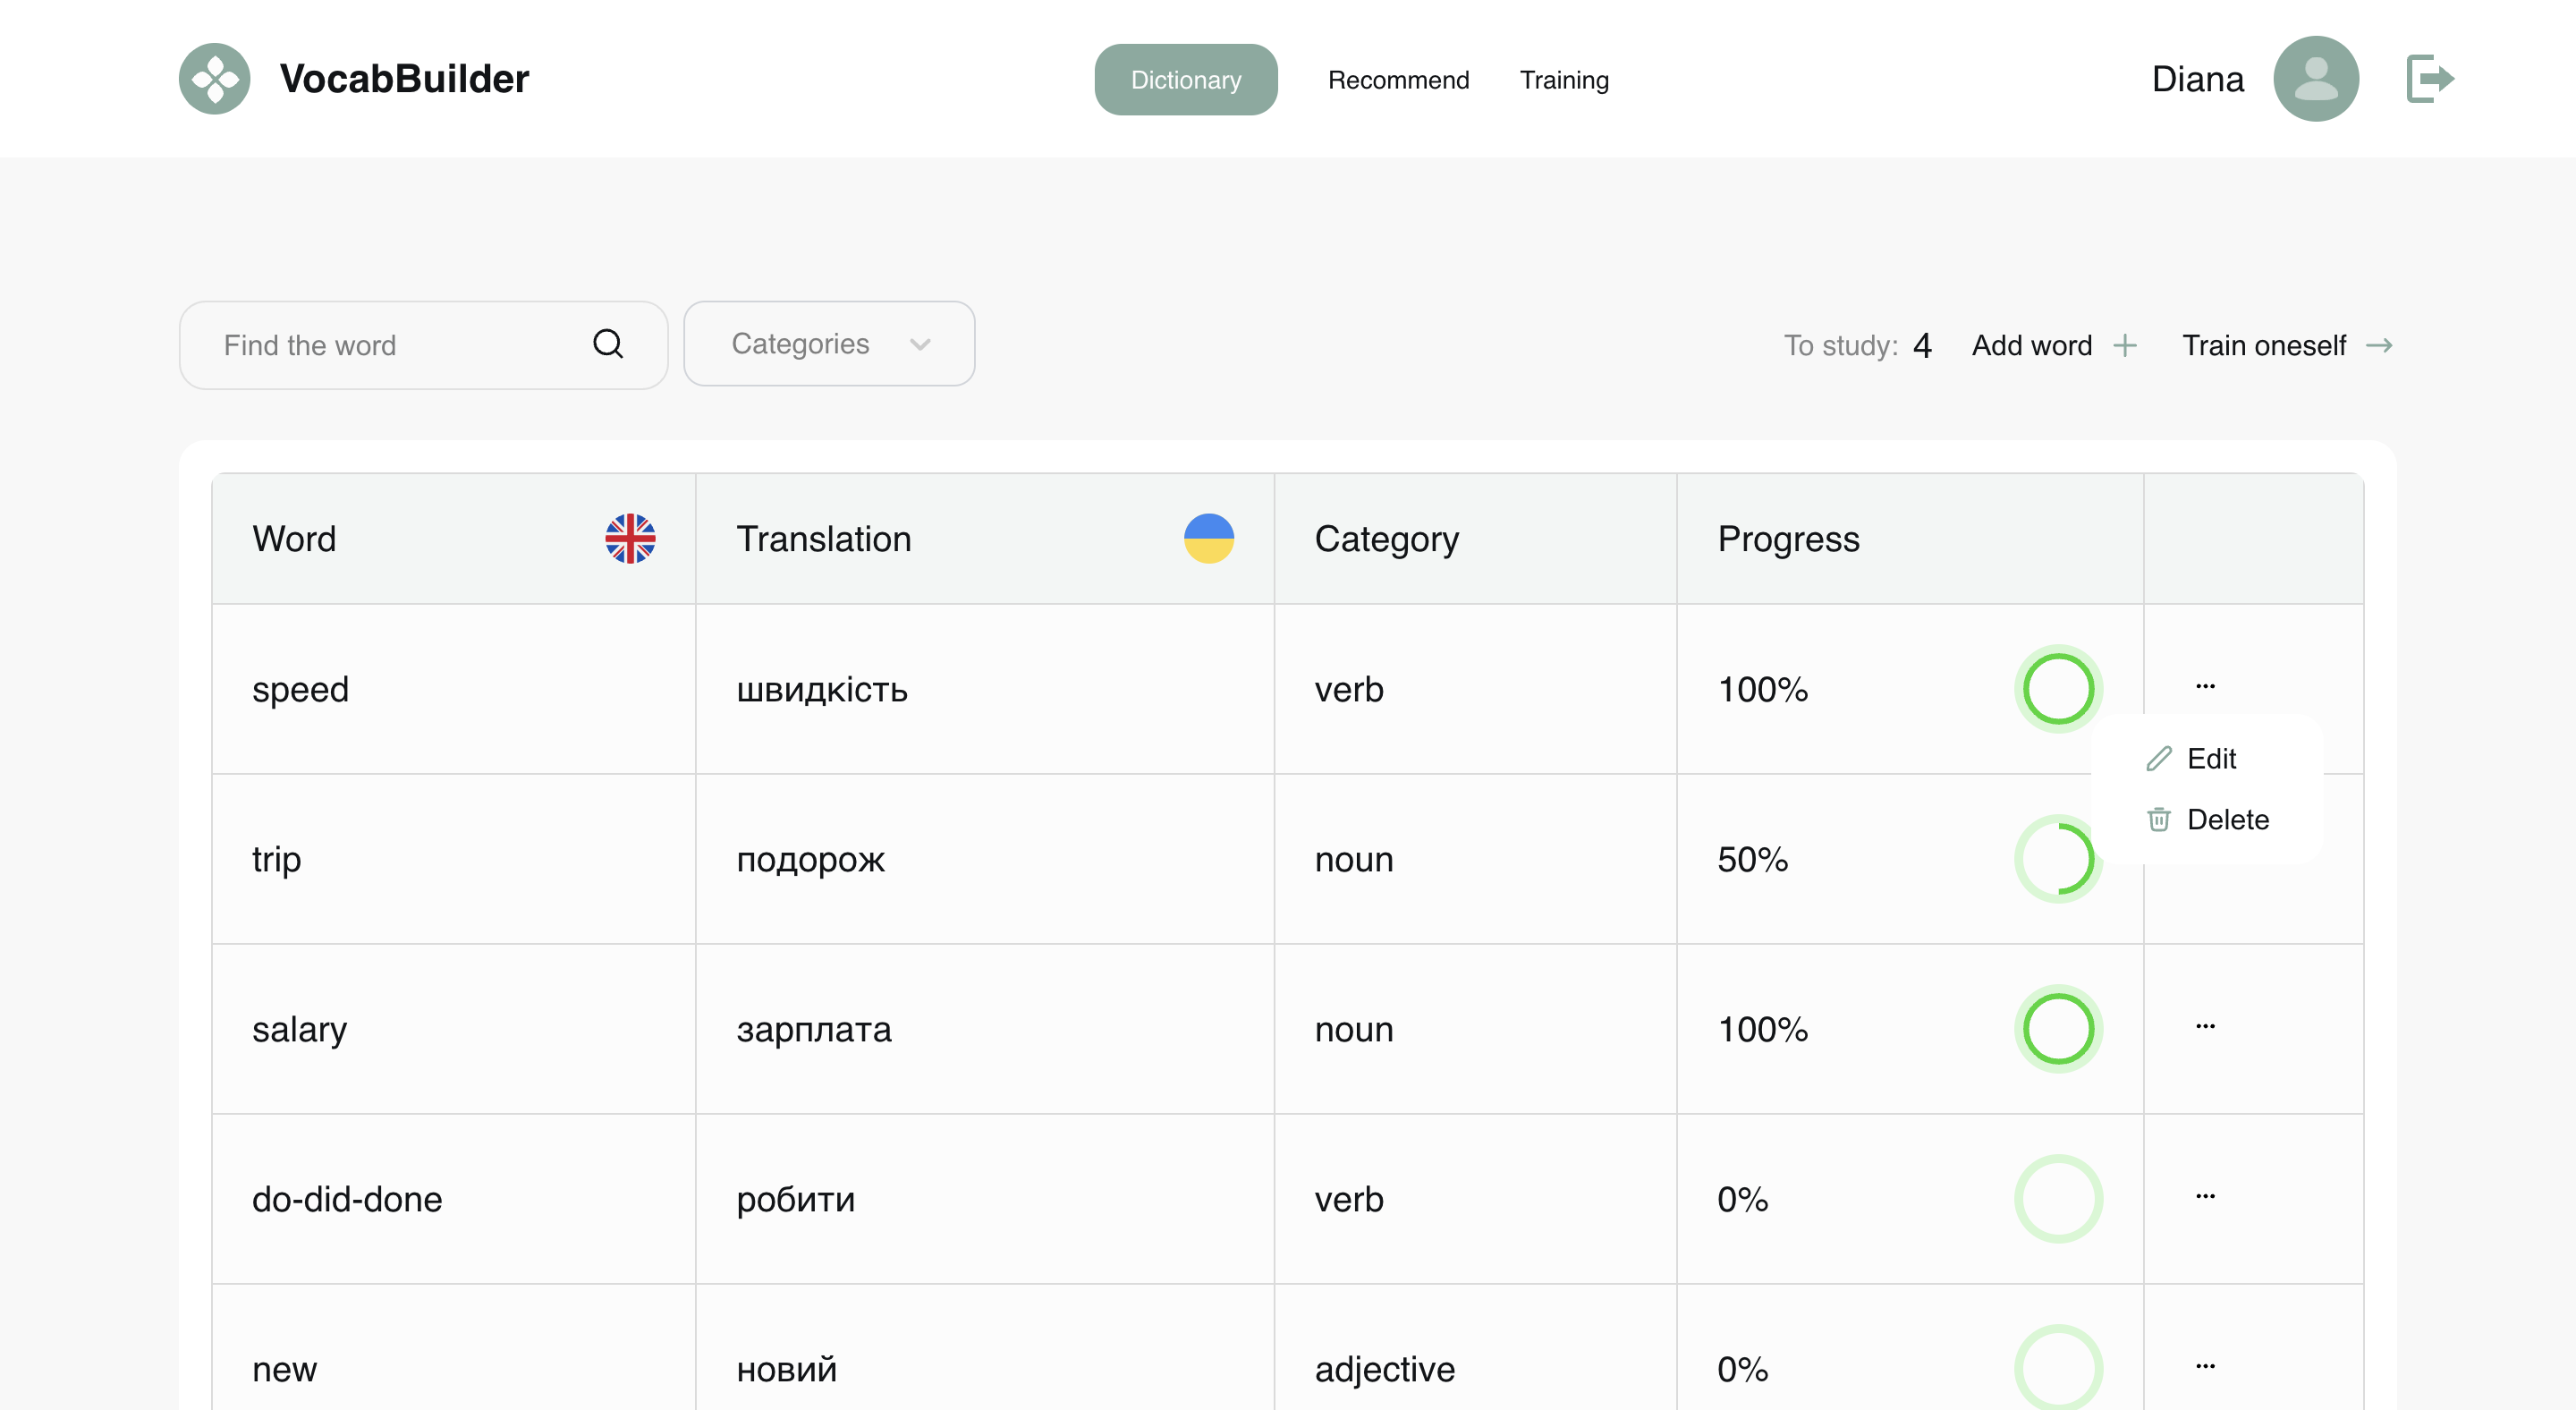 VocabBuilder
Dictionary Recommend Training
Diana
Find the word
Categories
To study: 4 Add word Train oneself
Word Translation Category Progress
speed швидкість verb 100% ...
Edit
Delete
trip подорож noun 50%
salary зарплата noun 100% ...
do-did-done робити verb 0% ...
new новий adjective 0% ...